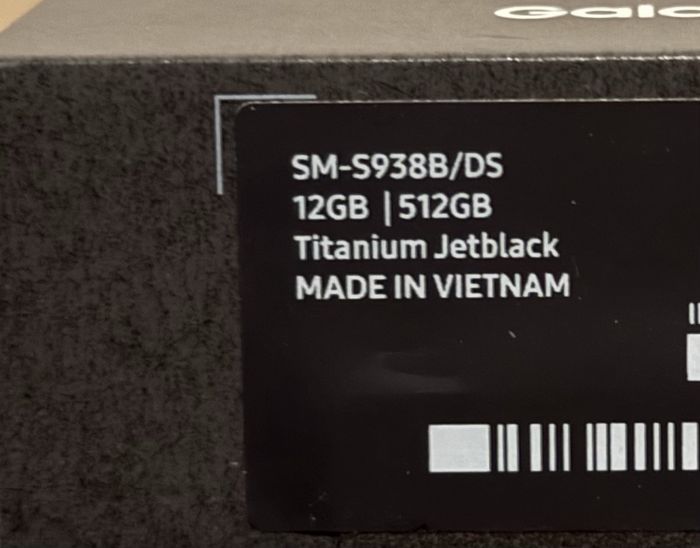 SM-S938B/DS
12GB | 512GB
Titanium Jetblack
MADE IN VIETNAM